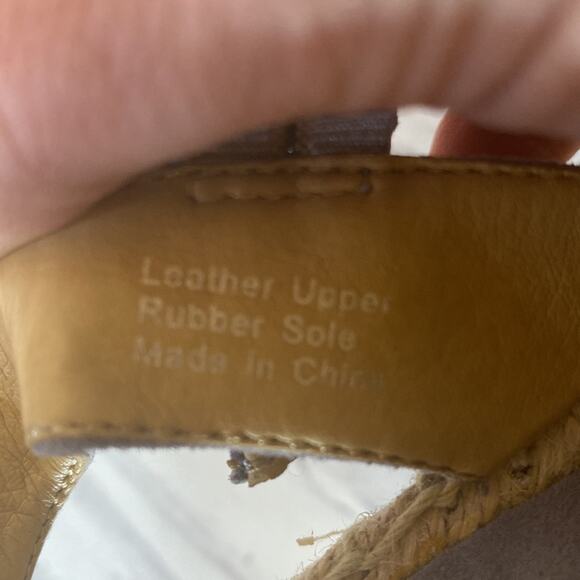 Leather Upper
Rubber Sole
Made in China